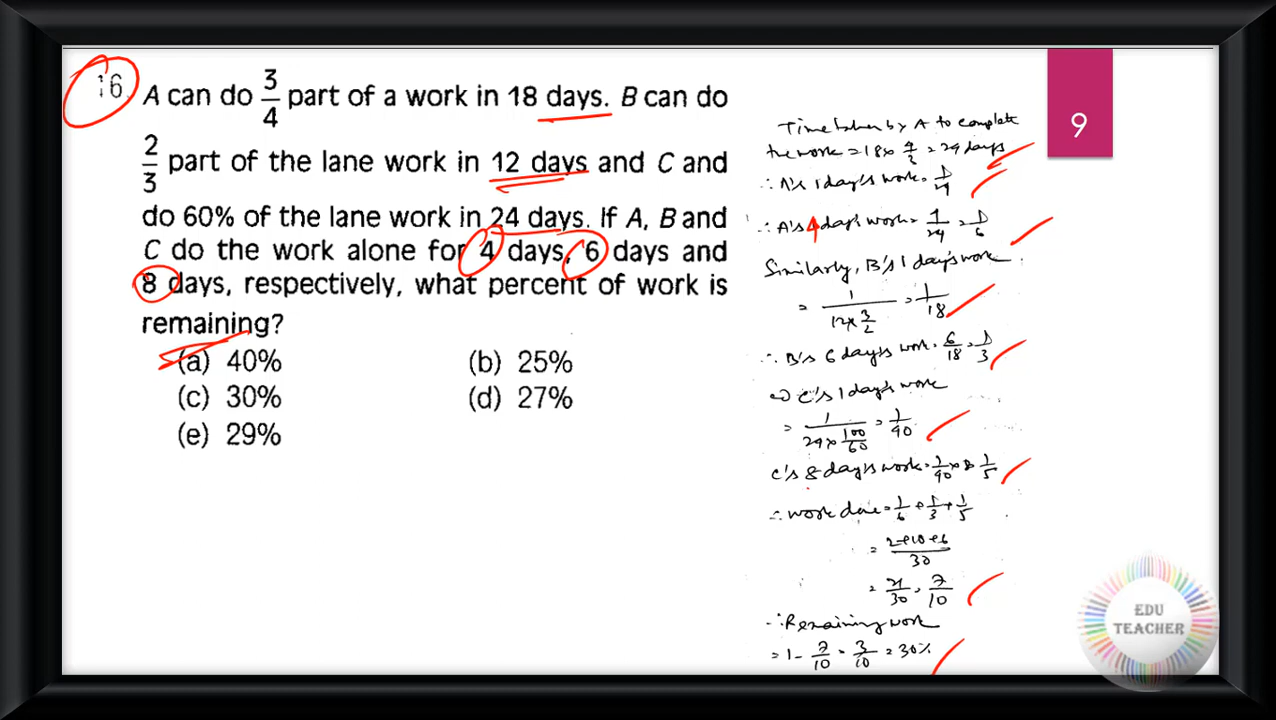 16. A can do 3/4 part of a work in 18 days. B can do
2/3 part of the lane work in 12 days and C and
do 60% of the lane work in 24 days. If A, B and
C do the work alone for 4 days, 6 days and
8 days, respectively, what percent of work is
remaining?
(a) 40% (b) 25%
(c) 30% (d) 27%
(e) 29%
9
Time taken by A to complete
the work = 18 × 4/3 = 24 days
∴ A's 1 day's work = 1/24
∴ A's 4 day's work = 4/24 = 1/6
Similarly, B's 1 day's work
= 1/(12 × 3/2) = 1/18
∴ B's 6 day's work = 6/18 = 1/3
C's 1 day's work
= 1/(24 × 100/60) = 1/40
C's 8 day's work = 1/40 × 8 1/5
∴ work done = 1/6 + 1/3 + 1/5
= (5+10+6)/30
= 21/30 = 7/10
∴ Remaining work
= 1 - 7/10 = 3/10 = 30%
EDU
TEACHER